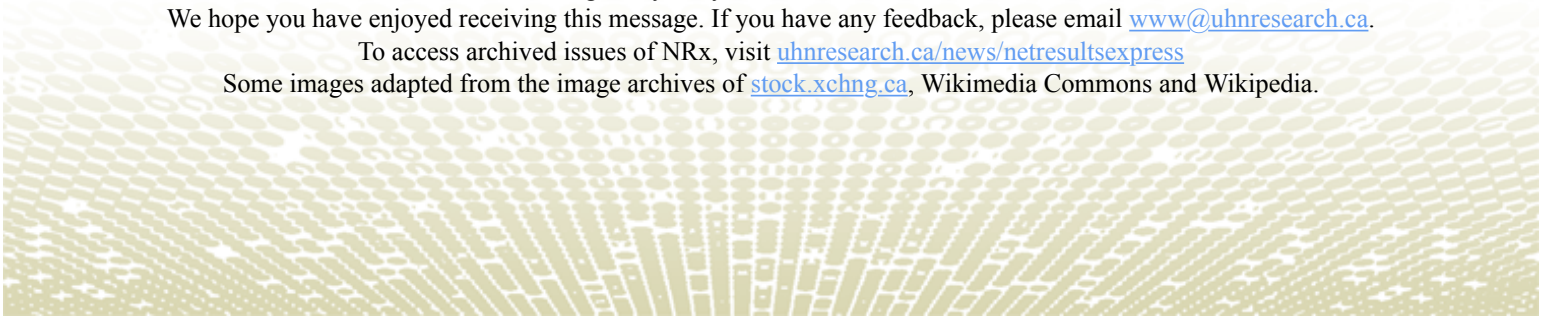 We hope you have enjoyed receiving this message. If you have any feedback, please email www@uhnresearch.ca.
To access archived issues of NRx, visit uhnresearch.ca/news/netresultsexpress
Some images adapted from the image archives of stock.xchng.ca, Wikimedia Commons and Wikipedia.